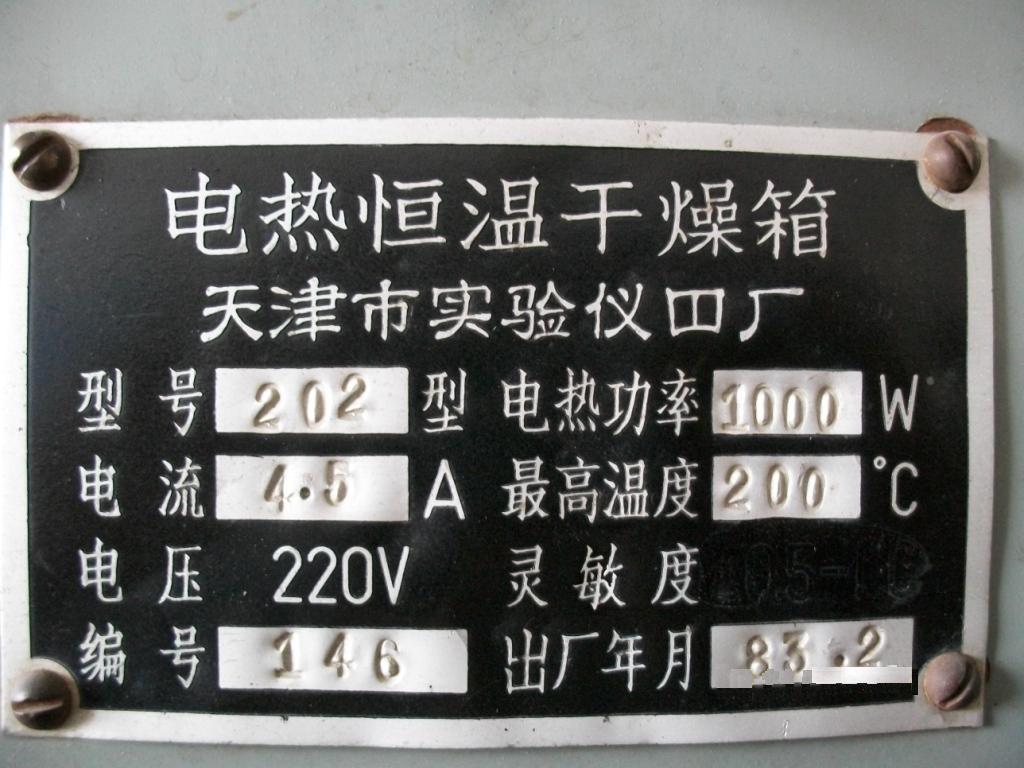 电热恒温干燥箱
天津市实验仪四厂
型号 202 型 电热功率 1000 W
电流 4.5 A 最高温度 200 °C
电压 220V 灵敏度
编号 146 出厂年月 83.2